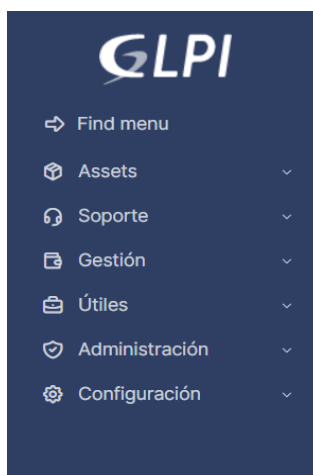 GLPI
Find menu
Assets
Soporte
Gestión
Útiles
Administración
Configuración